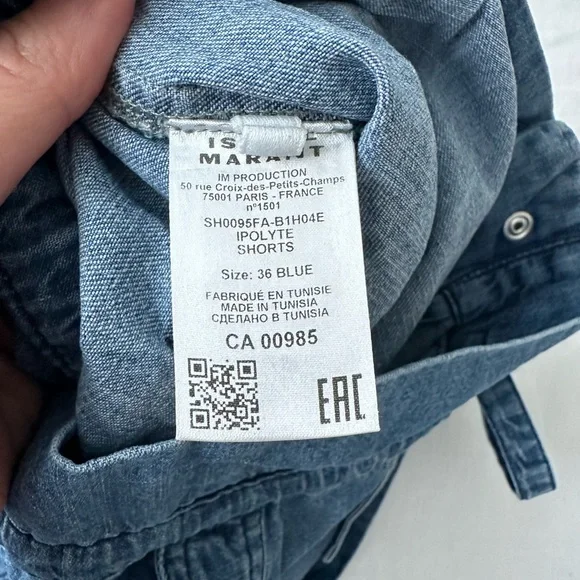 MARANT
IM PRODUCTION
50 rue Croix-des-Petits-Champs
75001 PARIS - FRANCE
n°1501
SH0095FA-B1H04E
IPOLYTE
SHORTS
Size: 36 BLUE
FABRIQUÉ EN TUNISIE
MADE IN TUNISIA
СДЕЛАНО В TUNISIA
CA 00985
EAC